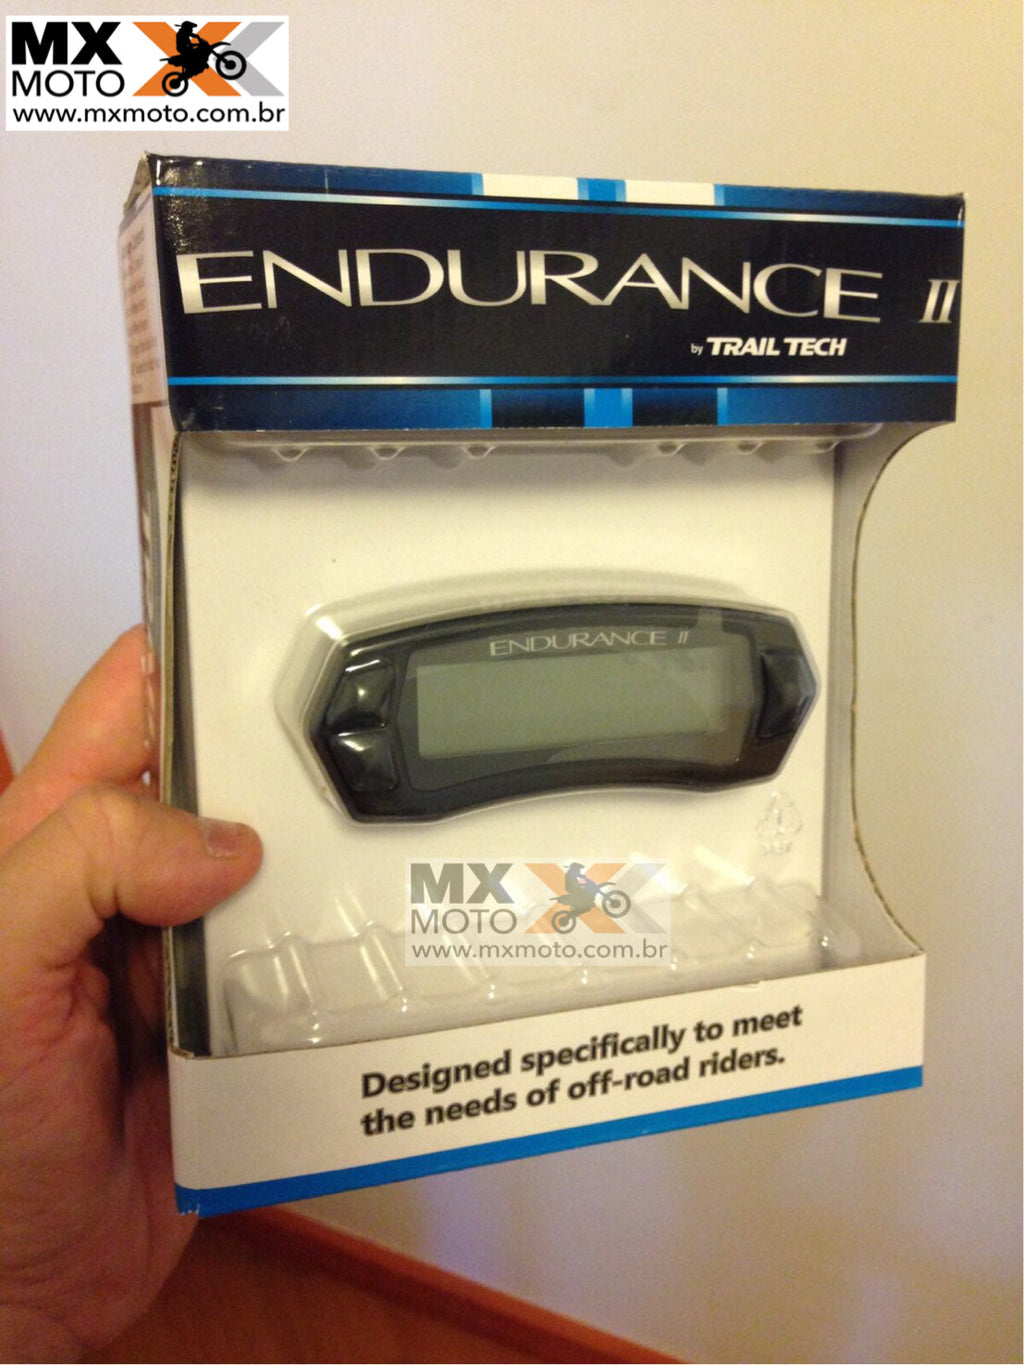 MX
MOTO
www.mxmoto.com.br
ENDURANCE II
by TRAIL TECH
ENDURANCE II
MX
MOTO
www.mxmoto.com.br
Designed specifically to meet
the needs of off-road riders.